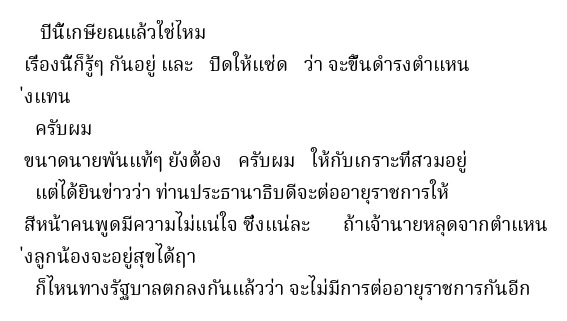 ปีนี้เกษียณแล้วใช่ไหม
เรื่องนี้ก็รู้ๆ กันอยู่ และ ปิดให้แซ่ด ว่า จะขึ้นดำรงตำแหน
่งแทน
ครับผม
ขนาดนายพันแท้ๆ ยังต้อง ครับผม ให้กับเกราะที่สวมอยู่
แต่ได้ยินข่าวว่า ท่านประธานาธิบดีจะต่ออายุราชการให้
สีหน้าคนพูดมีความไม่แน่ใจ ซึ่งแน่ละ ถ้าเจ้านายหลุดจากตำแหน
่งลูกน้องจะอยู่สุขได้ฤา
ก็ไหนทางรัฐบาลตกลงกันแล้วว่า จะไม่มีการต่ออายุราชการกันอีก